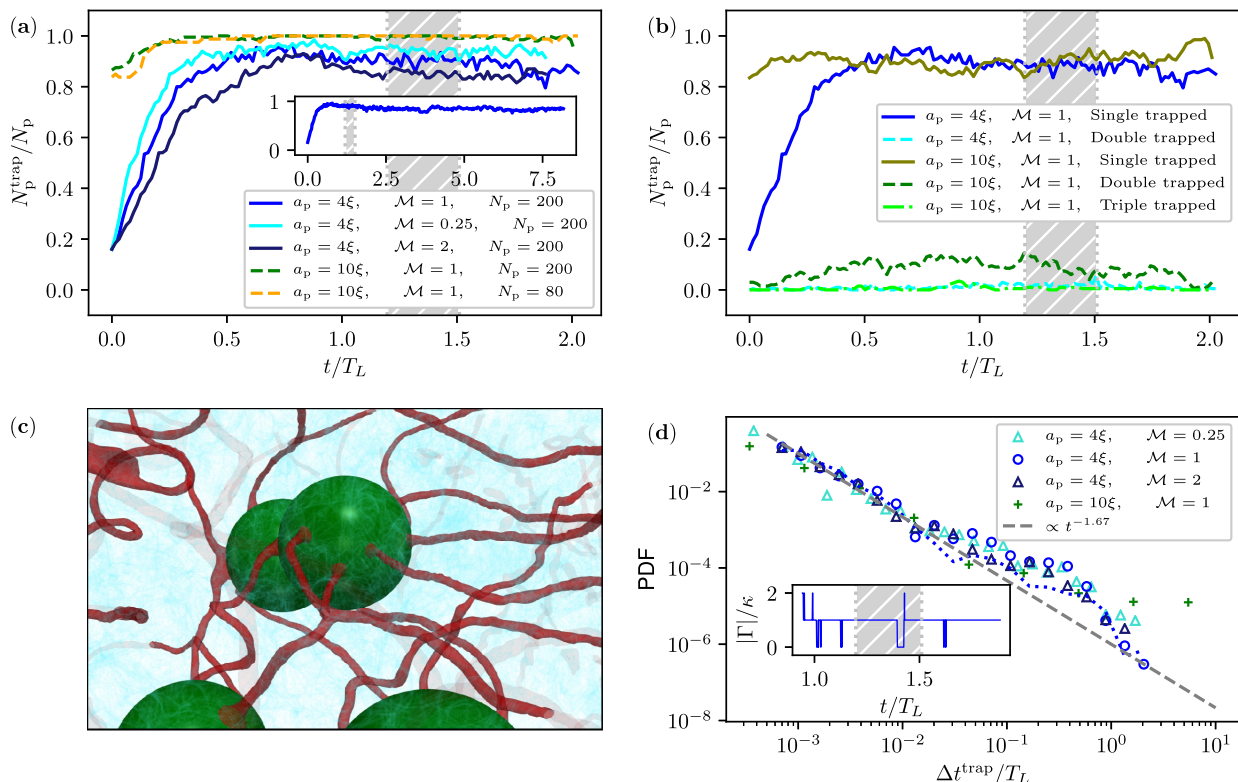 (a)
N_p^trap/N_p
1.0
0.8
0.6
0.4
0.2
0.0
0.0 0.5 1.0 1.5 2.0
t/T_L
1
0
0.0 2.5 5.0 7.5
a_p = 4ξ, ℳ = 1, N_p = 200
a_p = 4ξ, ℳ = 0.25, N_p = 200
a_p = 4ξ, ℳ = 2, N_p = 200
a_p = 10ξ, ℳ = 1, N_p = 200
a_p = 10ξ, ℳ = 1, N_p = 80
(b)
N_p^trap/N_p
1.0
0.8
0.6
0.4
0.2
0.0
0.0 0.5 1.0 1.5 2.0
t/T_L
a_p = 4ξ, ℳ = 1, Single trapped
a_p = 4ξ, ℳ = 1, Double trapped
a_p = 10ξ, ℳ = 1, Single trapped
a_p = 10ξ, ℳ = 1, Double trapped
a_p = 10ξ, ℳ = 1, Triple trapped
(c)
(d)
PDF
10^−2
10^−4
10^−6
10^−8
10^−3 10^−2 10^−1 10^0 10^1
Δt^trap/T_L
a_p = 4ξ, ℳ = 0.25
a_p = 4ξ, ℳ = 1
a_p = 4ξ, ℳ = 2
a_p = 10ξ, ℳ = 1
∝ t^−1.67
|Γ|/κ
2
0
1.0 1.5
t/T_L